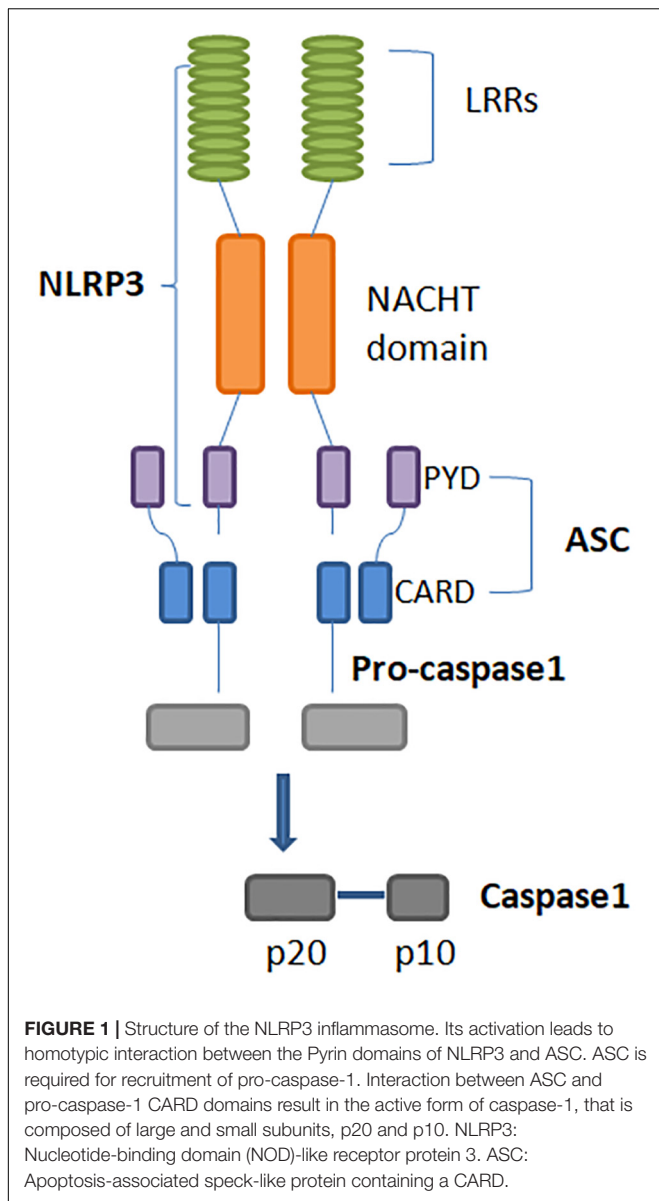 LRRs
NLRP3
NACHT
domain
PYD
ASC
CARD
Pro-caspase1
Caspase1
p20 p10
FIGURE 1 | Structure of the NLRP3 inflammasome. Its activation leads to
homotypic interaction between the Pyrin domains of NLRP3 and ASC. ASC is
required for recruitment of pro-caspase-1. Interaction between ASC and
pro-caspase-1 CARD domains result in the active form of caspase-1, that is
composed of large and small subunits, p20 and p10. NLRP3:
Nucleotide-binding domain (NOD)-like receptor protein 3. ASC:
Apoptosis-associated speck-like protein containing a CARD.